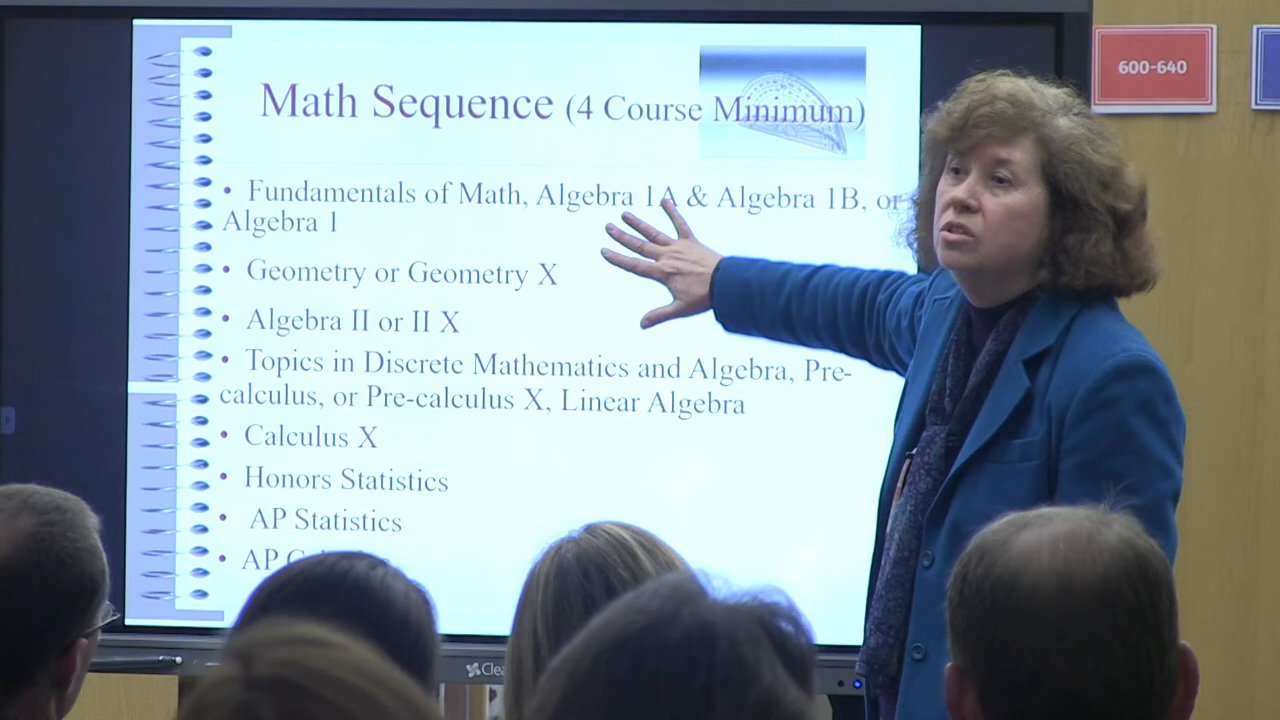 600-640
Math Sequence (4 Course Minimum)
• Fundamentals of Math, Algebra 1A & Algebra 1B, or
Algebra 1
• Geometry or Geometry X
• Algebra II or II X
• Topics in Discrete Mathematics and Algebra, Pre-
calculus, or Pre-calculus X, Linear Algebra
• Calculus X
• Honors Statistics
• AP Statistics
• AP